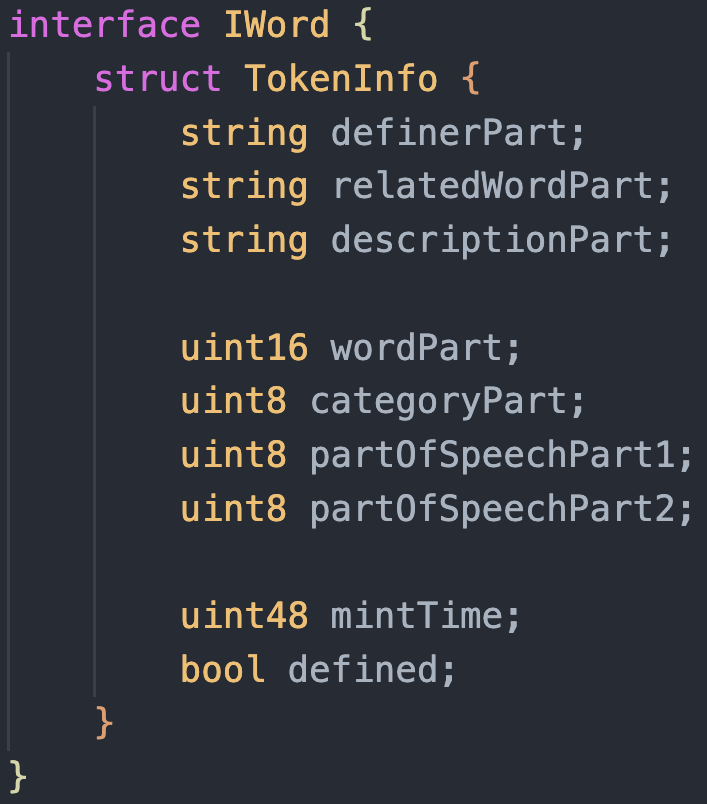 interface IWord {
    struct TokenInfo {
        string definerPart;
        string relatedWordPart;
        string descriptionPart;

        uint16 wordPart;
        uint8 categoryPart;
        uint8 partOfSpeechPart1;
        uint8 partOfSpeechPart2;

        uint48 mintTime;
        bool defined;
    }
}